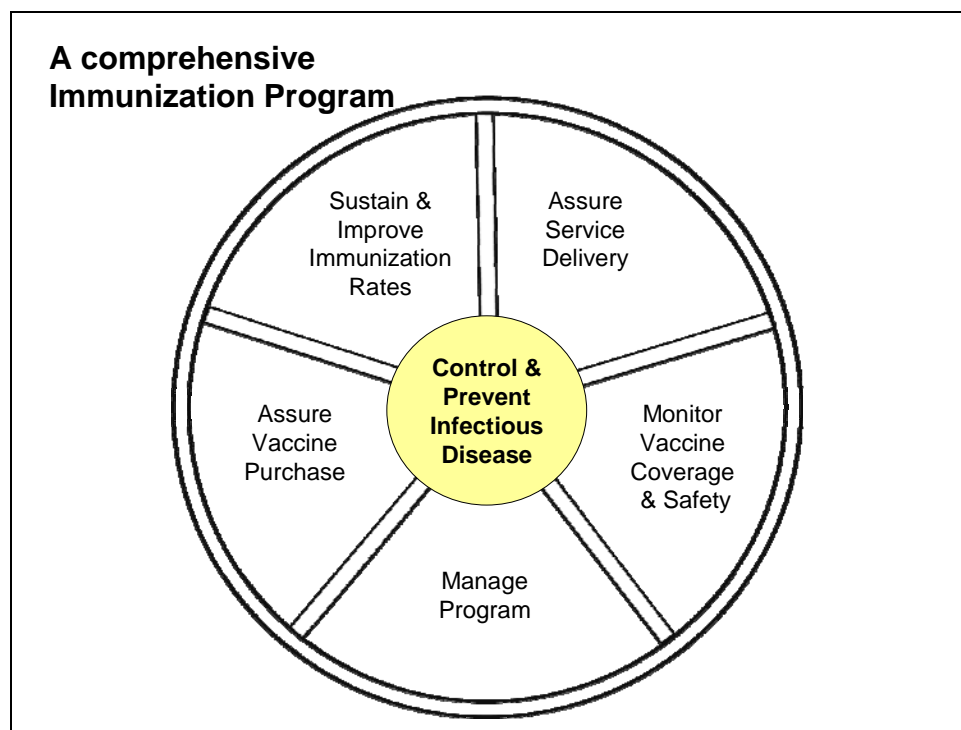 A comprehensive
Immunization Program
Sustain &
Improve
Immunization
Rates
Assure
Service
Delivery
Control &
Prevent
Infectious
Disease
Assure
Vaccine
Purchase
Monitor
Vaccine
Coverage
& Safety
Manage
Program